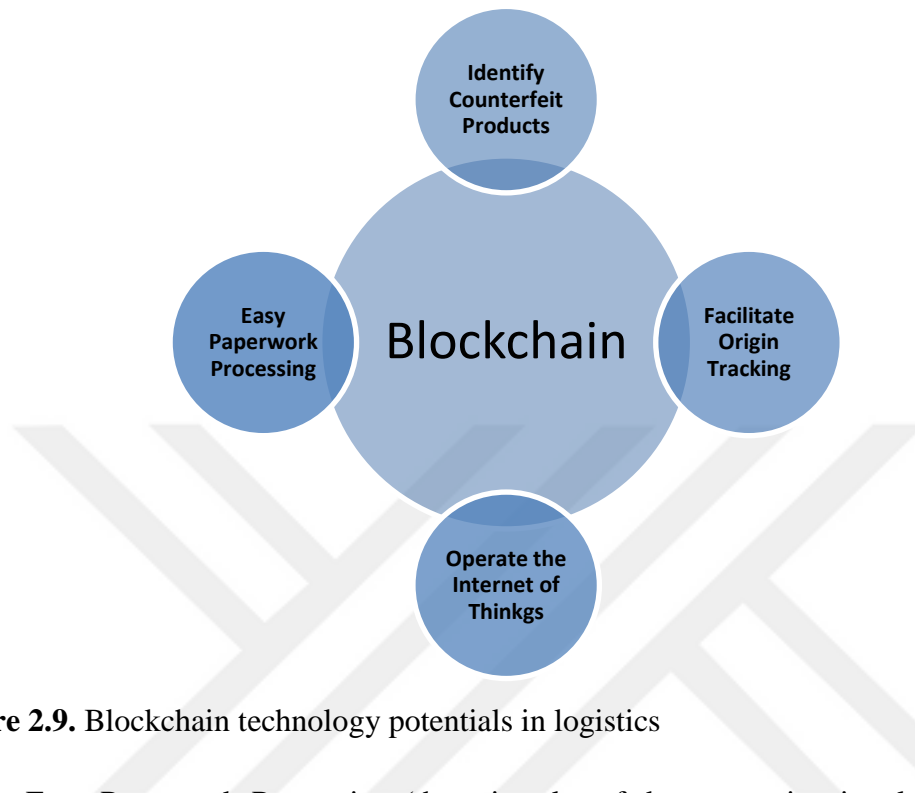 Identify
Counterfeit
Products
Easy
Paperwork
Processing
Blockchain
Facilitate
Origin
Tracking
Operate the
Internet of
Thinkgs
re 2.9. Blockchain technology potentials in logistics